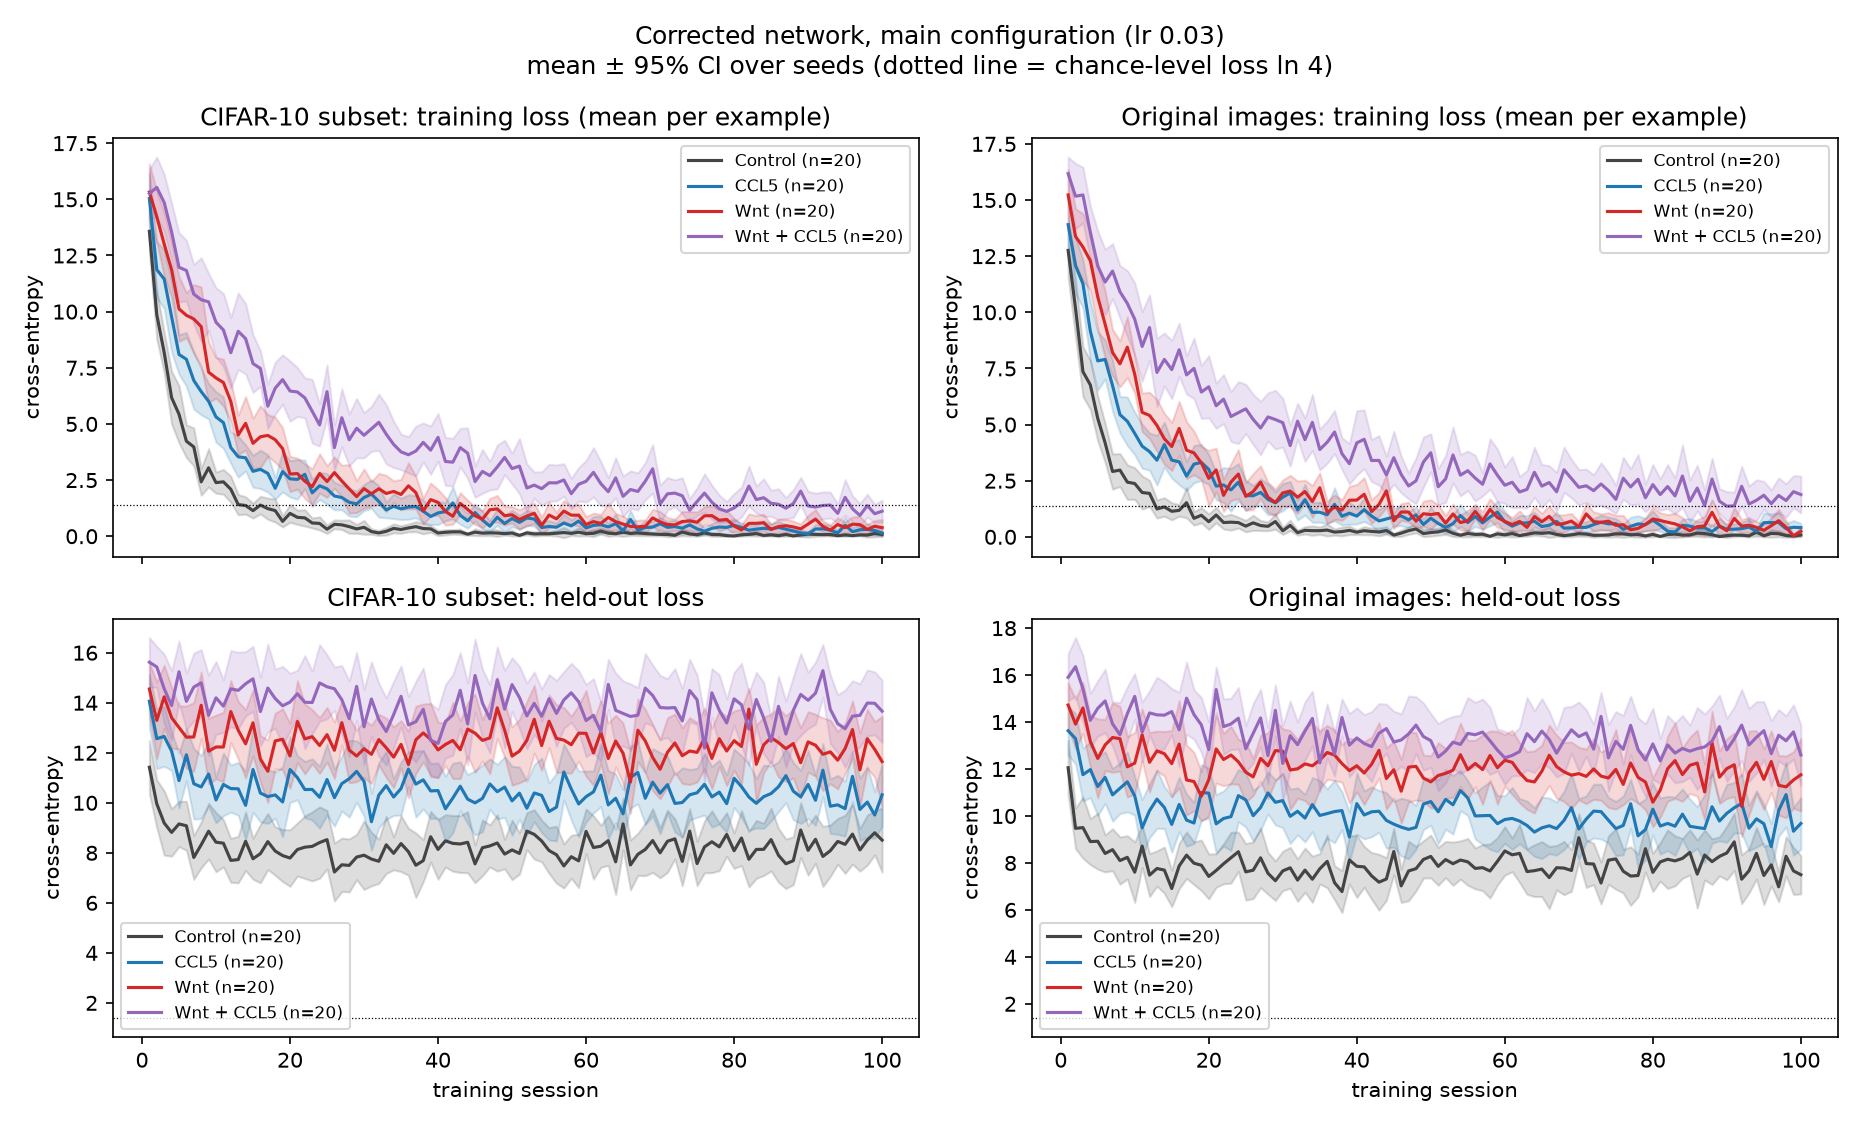 Corrected network, main configuration (lr 0.03)
mean ± 95% CI over seeds (dotted line = chance-level loss ln 4)
CIFAR-10 subset: training loss (mean per example)
cross-entropy
17.5
15.0
12.5
10.0
7.5
5.0
2.5
0.0
Control (n=20)
CCL5 (n=20)
Wnt (n=20)
Wnt + CCL5 (n=20)
Original images: training loss (mean per example)
cross-entropy
17.5
15.0
12.5
10.0
7.5
5.0
2.5
0.0
Control (n=20)
CCL5 (n=20)
Wnt (n=20)
Wnt + CCL5 (n=20)
CIFAR-10 subset: held-out loss
cross-entropy
16
14
12
10
8
6
4
2
Control (n=20)
CCL5 (n=20)
Wnt (n=20)
Wnt + CCL5 (n=20)
0 20 40 60 80 100
training session
Original images: held-out loss
cross-entropy
18
16
14
12
10
8
6
4
2
Control (n=20)
CCL5 (n=20)
Wnt (n=20)
Wnt + CCL5 (n=20)
0 20 40 60 80 100
training session